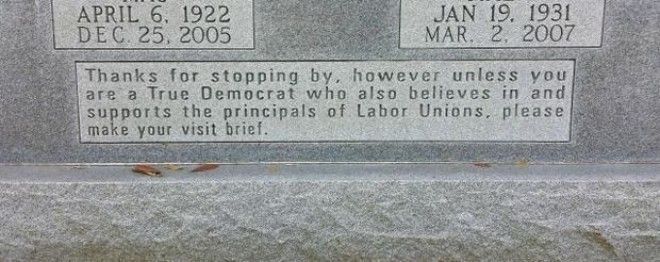 APRIL 6, 1922
DEC. 25, 2005
JAN 19, 1931
MAR. 2, 2007
Thanks for stopping by, however unless you
are a True Democrat who also believes in and
supports the principals of Labor Unions, please
make your visit brief.